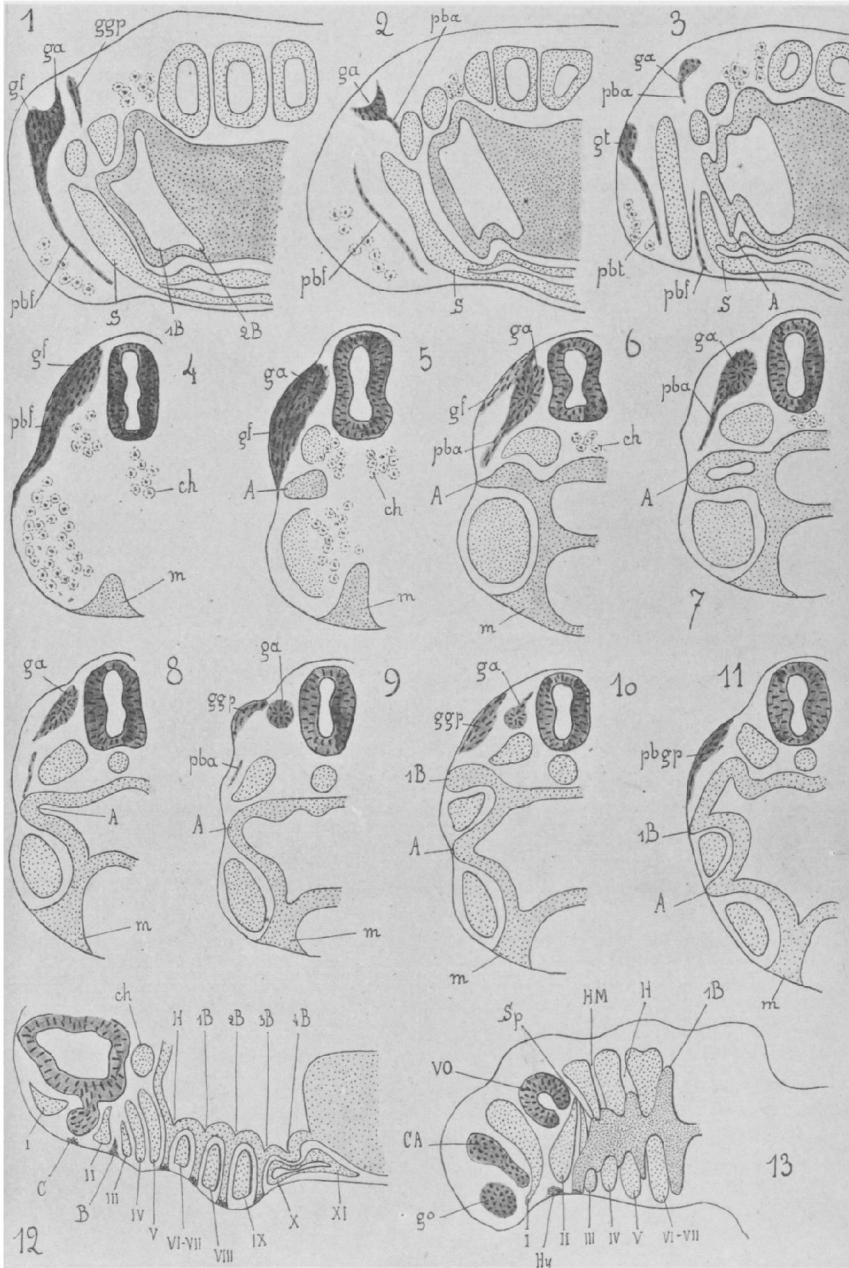 1
ga
ggp
gf
pbf
S
1B
2B
2
pba
ga
pbf
S
3
ga
pba
gt
pbt
pbf
S
A
gf
4
pbf
ch
m
5
ga
gf
A
ch
m
6
ga
gf
pba
ch
A
m
ga
pba
A
7
8
ga
A
m
9
ga
ggp
pba
A
m
10
ga
ggp
1B
A
m
11
pbgp
1B
A
m
ch
H
1B
2B
3B
4B
I
C
II
B
III
IV
V
VI-VII
VIII
IX
X
XI
12
Sp
HM
H
1B
VO
CA
go
I
Hy
II
III
IV
V
VI-VII
13